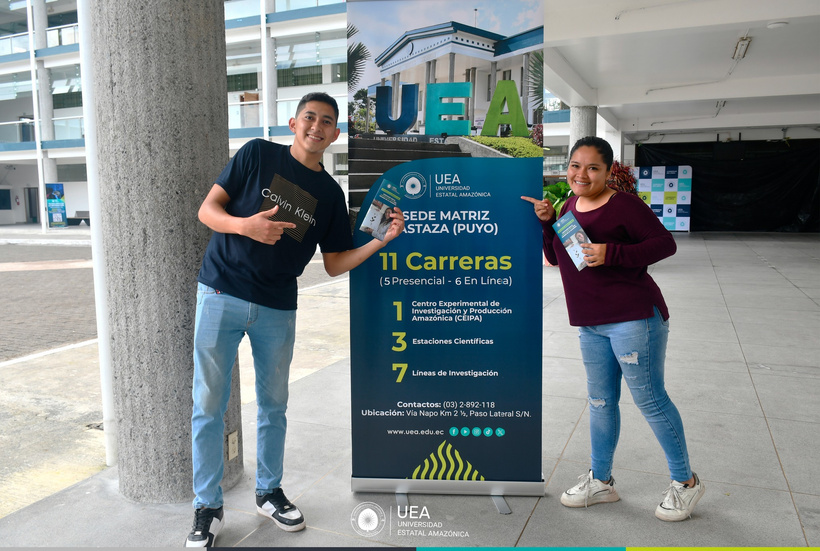 UEA
UNIVERSIDAD
UEA
UNIVERSIDAD
ESTATAL AMAZÓNICA
SEDE MATRIZ
ASTAZA (PUYO)
11 Carreras
(5 Presencial - 6 En Línea)
1 Centro Experimental de
Investigación y Producción
Amazónica (CEIPA)
3 Estaciones Científicas
7 Líneas de Investigación
Contactos: (03) 2-892-118
Ubicación: Vía Napo Km 2 ½, Paso Lateral S/N.
www.uea.edu.ec
Calvin Klein
UEA
UNIVERSIDAD
ESTATAL AMAZÓNICA